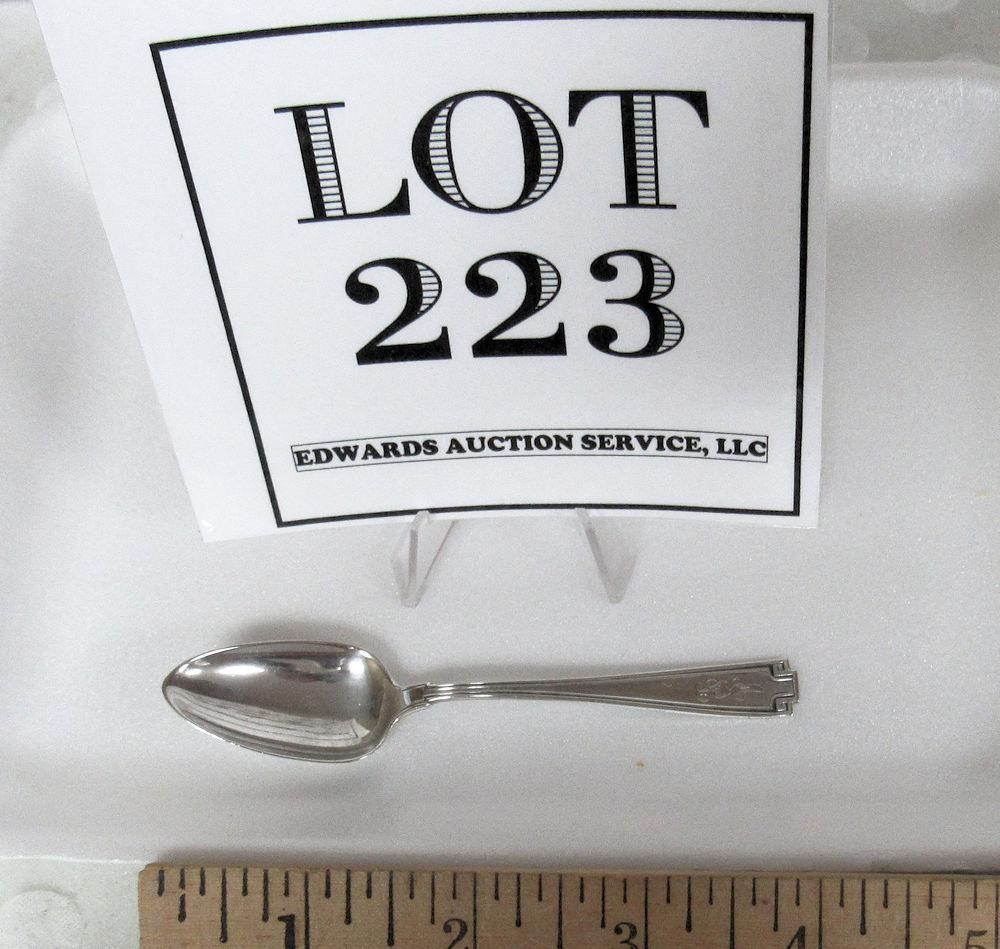 LOT
223
EDWARDS AUCTION SERVICE, LLC
1 2 3 4 5